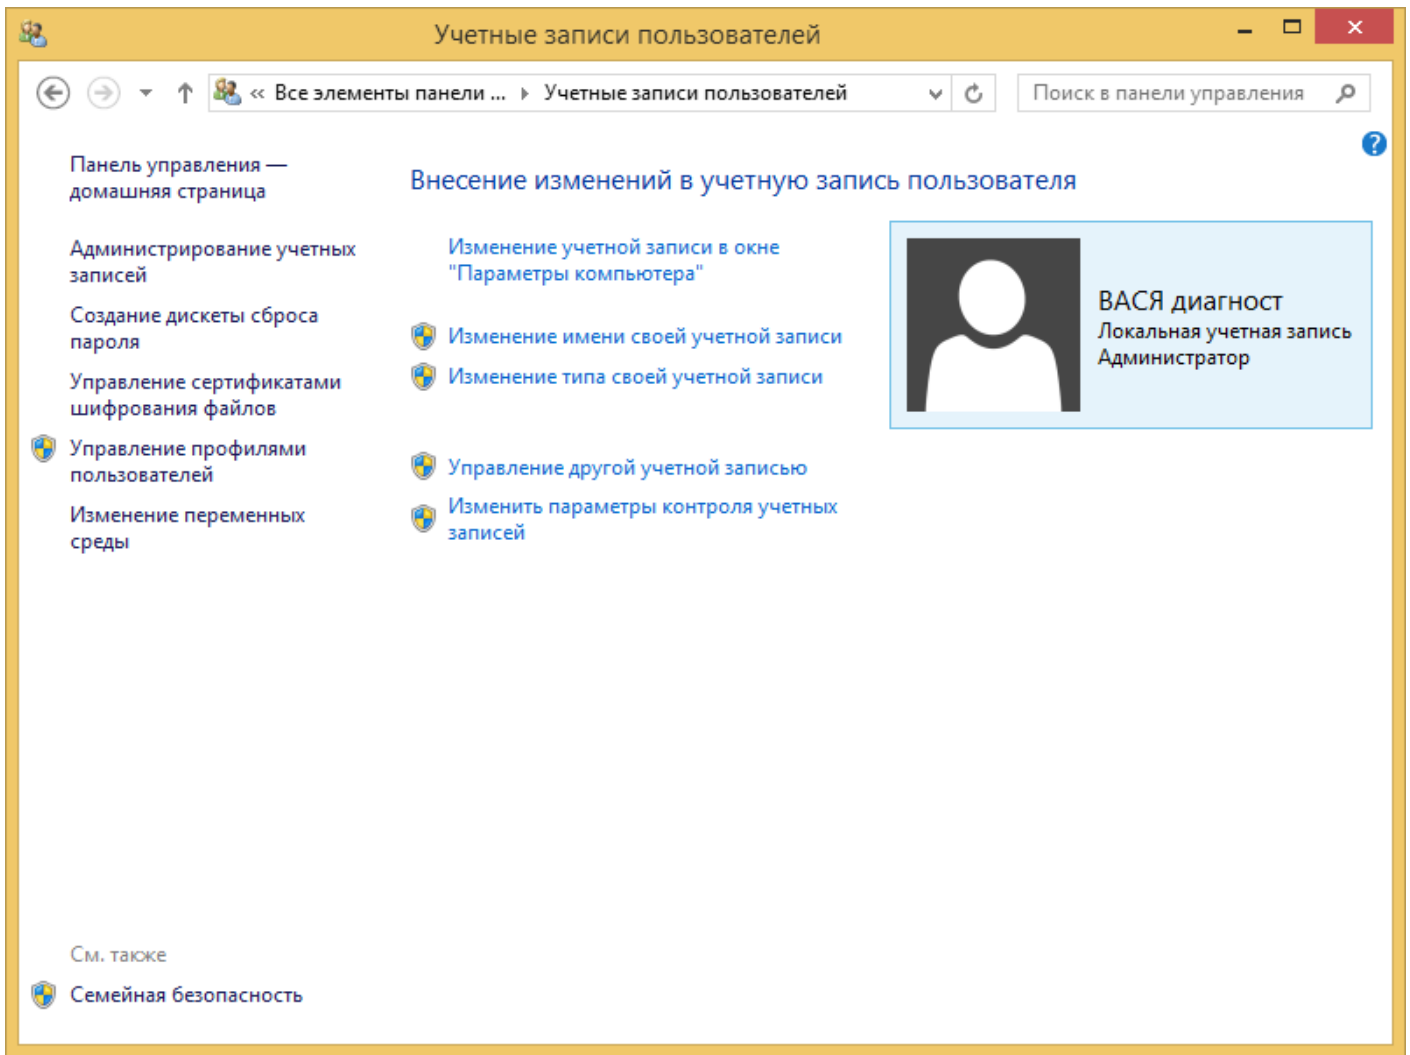 Учетные записи пользователей
« Все элементы панели ... Учетные записи пользователей
Поиск в панели управления
Панель управления —
домашняя страница
Администрирование учетных
записей
Создание дискеты сброса
пароля
Управление сертификатами
шифрования файлов
Управление профилями
пользователей
Изменение переменных
среды
Внесение изменений в учетную запись пользователя
Изменение учетной записи в окне
"Параметры компьютера"
Изменение имени своей учетной записи
Изменение типа своей учетной записи
Управление другой учетной записью
Изменить параметры контроля учетных
записей
ВАСЯ диагност
Локальная учетная запись
Администратор
См. также
Семейная безопасность